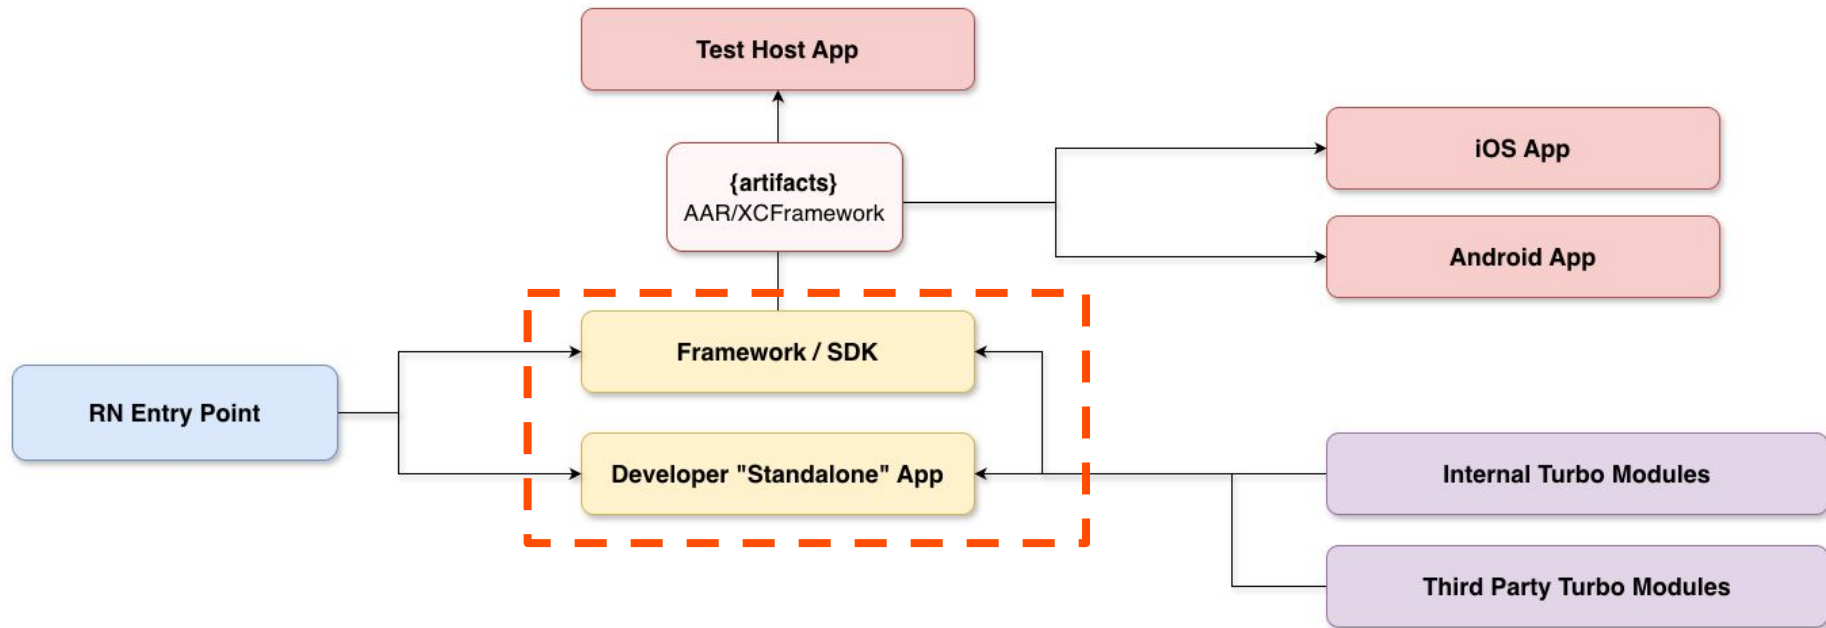 Test Host App
{artifacts}
AAR/XCFramework
iOS App
Android App
Framework / SDK
RN Entry Point
Developer "Standalone" App
Internal Turbo Modules
Third Party Turbo Modules